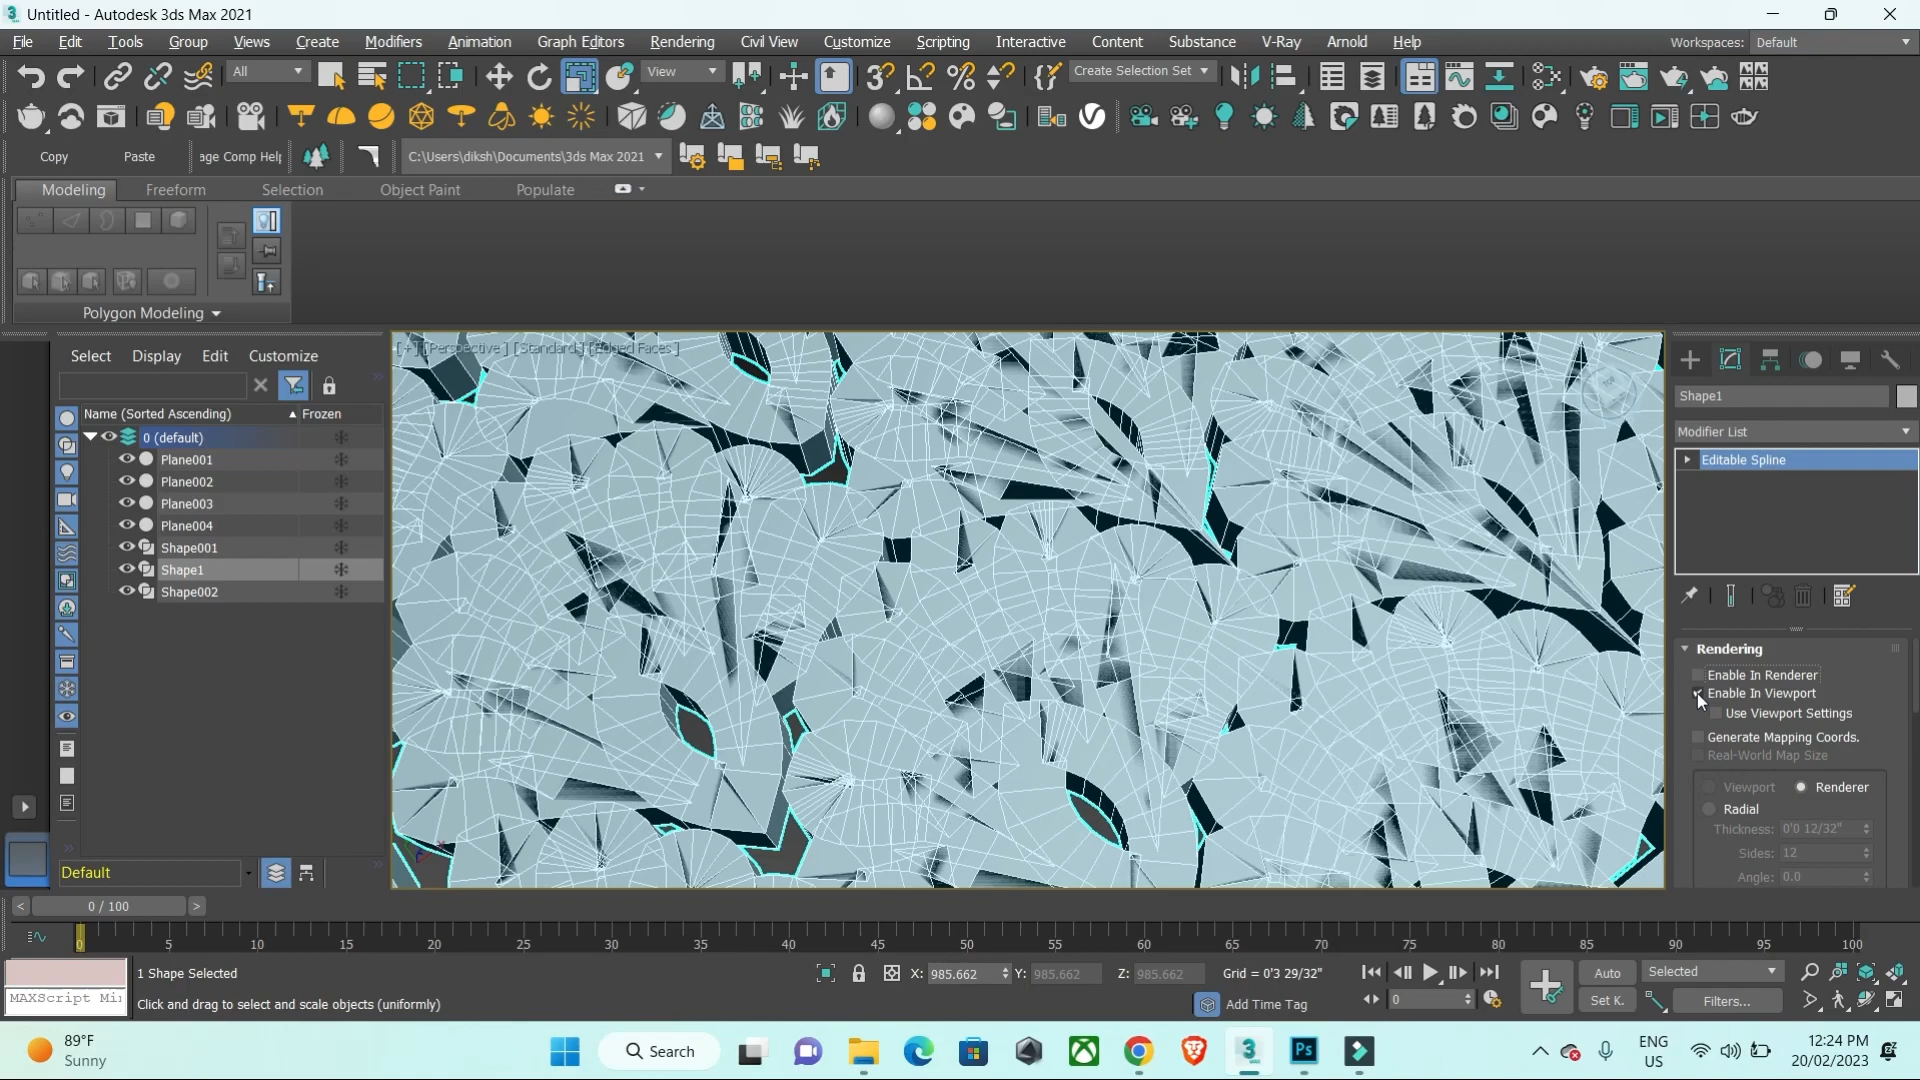 Untitled - Autodesk 3ds Max 2021
File Edit Tools Group Views Create Modifiers Animation Graph Editors Rendering Civil View Customize Scripting Interactive Content Substance V-Ray Arnold Help Workspaces: Default
All View Create Selection Set
Copy Paste age Comp Help C:\Users\diksh\Documents\3ds Max 2021
Modeling Freeform Selection Object Paint Populate
Polygon Modeling
Select Display Edit Customize
Name (Sorted Ascending) Frozen
0 (default)
Plane001
Plane002
Plane003
Plane004
Shape001
Shape1
Shape002
Default
[+] [Perspective] [Standard] [Edged Faces]
Shape1
Modifier List
Editable Spline
Rendering
Enable In Renderer
Enable In Viewport
Use Viewport Settings
Generate Mapping Coords.
Real-World Map Size
Viewport Renderer
Radial
Thickness: 0'0 12/32"
Sides: 12
Angle: 0.0
< 0 / 100 >
0 5 10 15 20 25 30 35 40 45 50 55 60 65 70 75 80 85 90 95 100
1 Shape Selected X: 985.662 Y: 985.662 Z: 985.662 Grid = 0'3 29/32" Auto Selected
MAXScript Mi Click and drag to select and scale objects (uniformly) Add Time Tag 0 Set K. Filters...
89°F
Sunny
Search
Ps
ENG
US
12:24 PM
20/02/2023